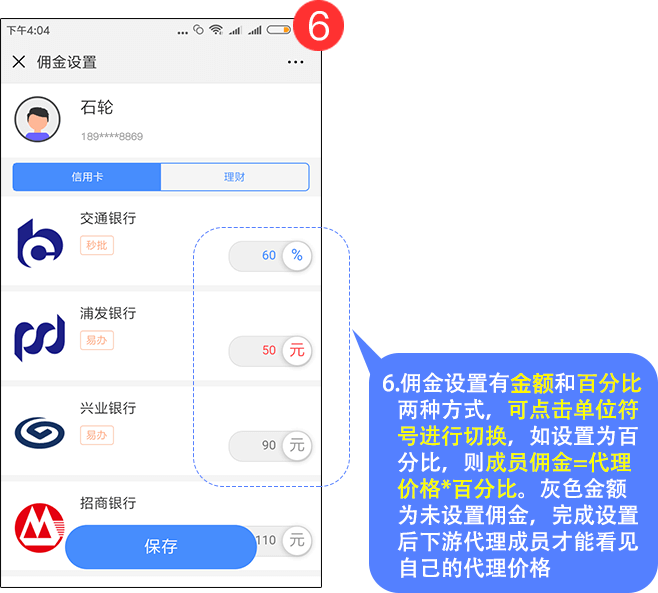 6
下午4:04
佣金设置
石轮
189****8869
信用卡
理财
交通银行
秒批
60 %
浦发银行
易办
50 元
兴业银行
易办
90 元
招商银行
110 元
保存
6.佣金设置有金额和百分比
两种方式，可点击单位符
号进行切换，如设置为百
分比，则成员佣金=代理
价格*百分比。灰色金额
为未设置佣金，完成设置
后下游代理成员才能看见
自己的代理价格